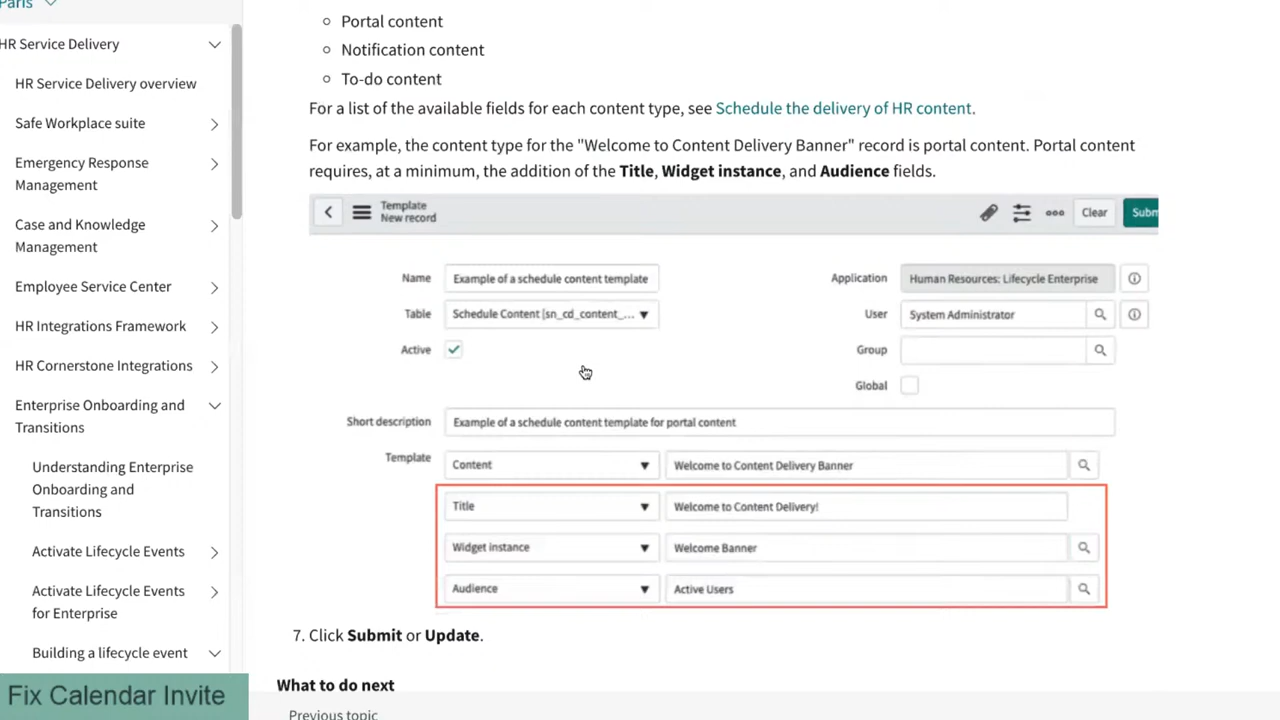 Paris
HR Service Delivery
HR Service Delivery overview
Safe Workplace suite
Emergency Response
Management
Case and Knowledge
Management
Employee Service Center
HR Integrations Framework
HR Cornerstone Integrations
Enterprise Onboarding and
Transitions
Understanding Enterprise
Onboarding and
Transitions
Activate Lifecycle Events
Activate Lifecycle Events
for Enterprise
Building a lifecycle event
Fix Calendar Invite
Portal content
Notification content
To-do content
For a list of the available fields for each content type, see Schedule the delivery of HR content.
For example, the content type for the "Welcome to Content Delivery Banner" record is portal content. Portal content
requires, at a minimum, the addition of the Title, Widget instance, and Audience fields.
Template
New record
Clear
Subm
Name Example of a schedule content template
Application Human Resources: Lifecycle Enterprise
Table Schedule Content [sn_cd_content_...
User System Administrator
Active
Group
Global
Short description Example of a schedule content template for portal content
Template Content Welcome to Content Delivery Banner
Title Welcome to Content Delivery!
Widget instance Welcome Banner
Audience Active Users
7. Click Submit or Update.
What to do next
Previous topic